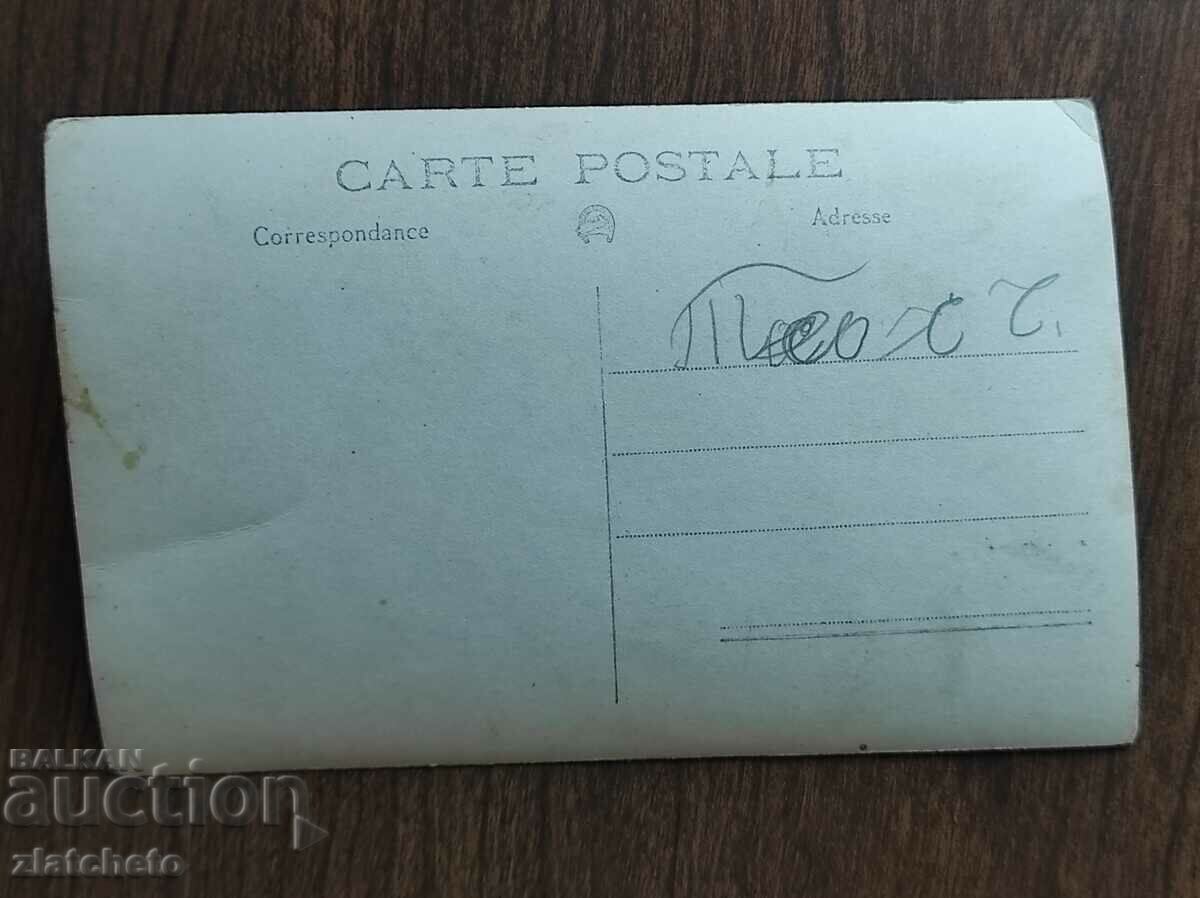 CARTE POSTALE
Correspondance
Adresse
BALKAN
auction
zlatcheto